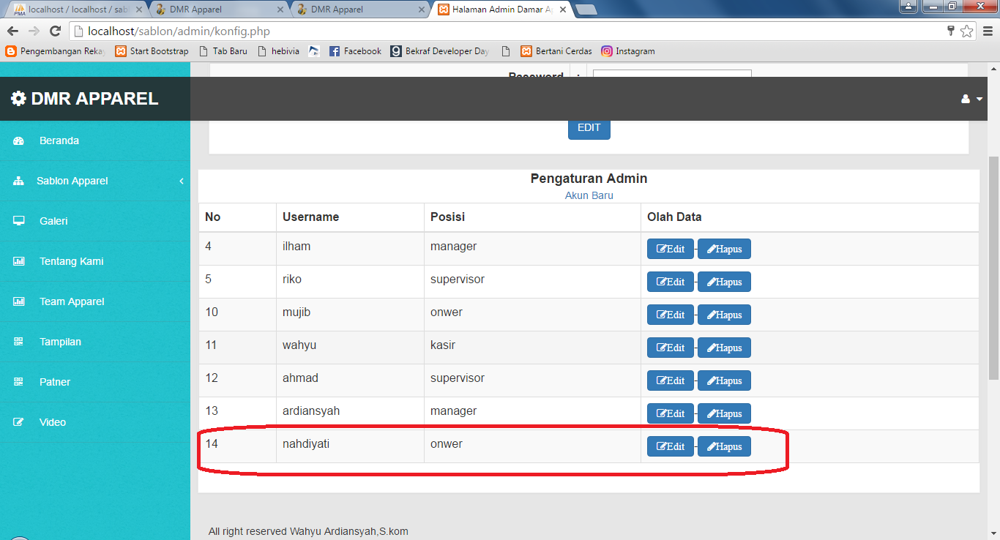 localhost / localhost / sabl
DMR Apparel
DMR Apparel
Halaman Admin Damar A
localhost/sablon/admin/konfig.php
Pengembangan Reka
Start Bootstrap
Tab Baru
hebivia
Facebook
Bekraf Developer Day
Bertani Cerdas
Instagram
Password :
DMR APPAREL
EDIT
Beranda
Sablon Apparel
Galeri
Tentang Kami
Team Apparel
Tampilan
Patner
Video
Pengaturan Admin
Akun Baru
No Username Posisi Olah Data
4 ilham manager Edit - Hapus
5 riko supervisor Edit - Hapus
10 mujib onwer Edit - Hapus
11 wahyu kasir Edit - Hapus
12 ahmad supervisor Edit - Hapus
13 ardiansyah manager Edit - Hapus
14 nahdiyati onwer Edit - Hapus
All right reserved Wahyu Ardiansyah,S.kom